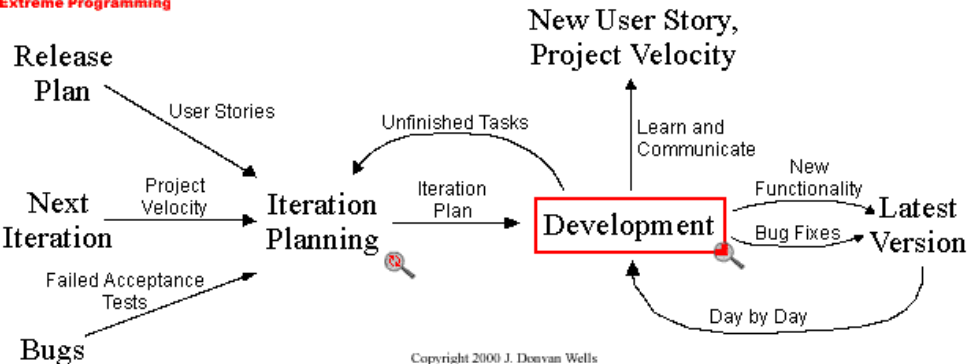 Extreme Programming
New User Story,
Project Velocity
Release
Plan
User Stories
Unfinished Tasks
Learn and
Communicate
New
Functionality
Project
Velocity
Iteration
Plan
Next
Iteration
Iteration
Planning
Development
Bug Fixes
Latest
Version
Failed Acceptance
Tests
Day by Day
Bugs
Copyright 2000 J. Donvan Wells